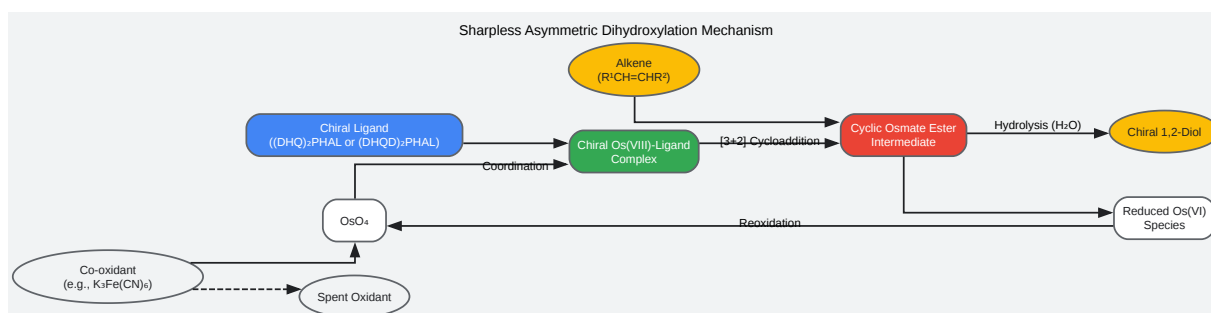 Sharpless Asymmetric Dihydroxylation Mechanism
Alkene
(R¹CH=CHR²)
Chiral Ligand
((DHQ)₂PHAL or (DHQD)₂PHAL)
Coordination
Chiral Os(VIII)-Ligand
Complex
[3+2] Cycloaddition
Cyclic Osmate Ester
Intermediate
Hydrolysis (H₂O)
Chiral 1,2-Diol
OsO₄
Reoxidation
Reduced Os(VI)
Species
Co-oxidant
(e.g., K₃Fe(CN)₆)
Spent Oxidant